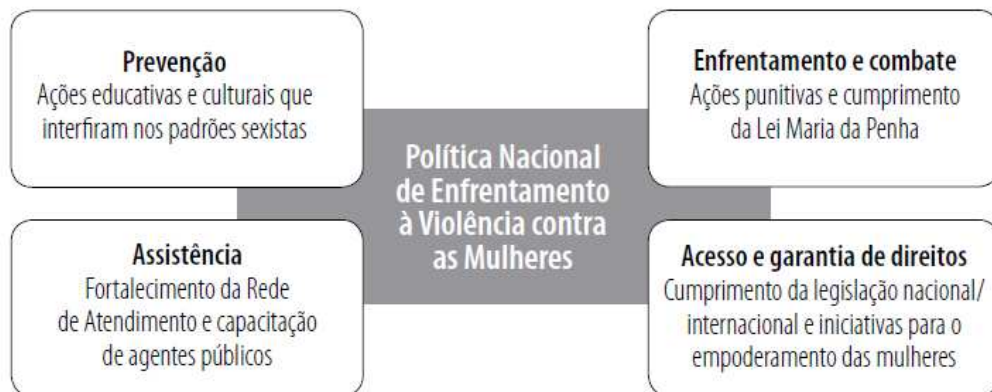 Prevenção
Ações educativas e culturais que
interfiram nos padrões sexistas
Enfrentamento e combate
Ações punitivas e cumprimento
da Lei Maria da Penha
Política Nacional
de Enfrentamento
à Violência contra
as Mulheres
Assistência
Fortalecimento da Rede
de Atendimento e capacitação
de agentes públicos
Acesso e garantia de direitos
Cumprimento da legislação nacional/
internacional e iniciativas para o
empoderamento das mulheres